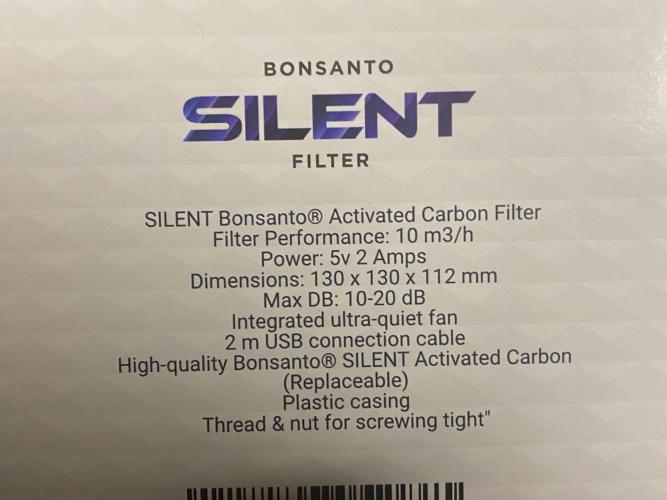 BONSANTO
SILENT
FILTER
SILENT Bonsanto® Activated Carbon Filter
Filter Performance: 10 m3/h
Power: 5v 2 Amps
Dimensions: 130 x 130 x 112 mm
Max DB: 10-20 dB
Integrated ultra-quiet fan
2 m USB connection cable
High-quality Bonsanto® SILENT Activated Carbon
(Replaceable)
Plastic casing
Thread & nut for screwing tight"